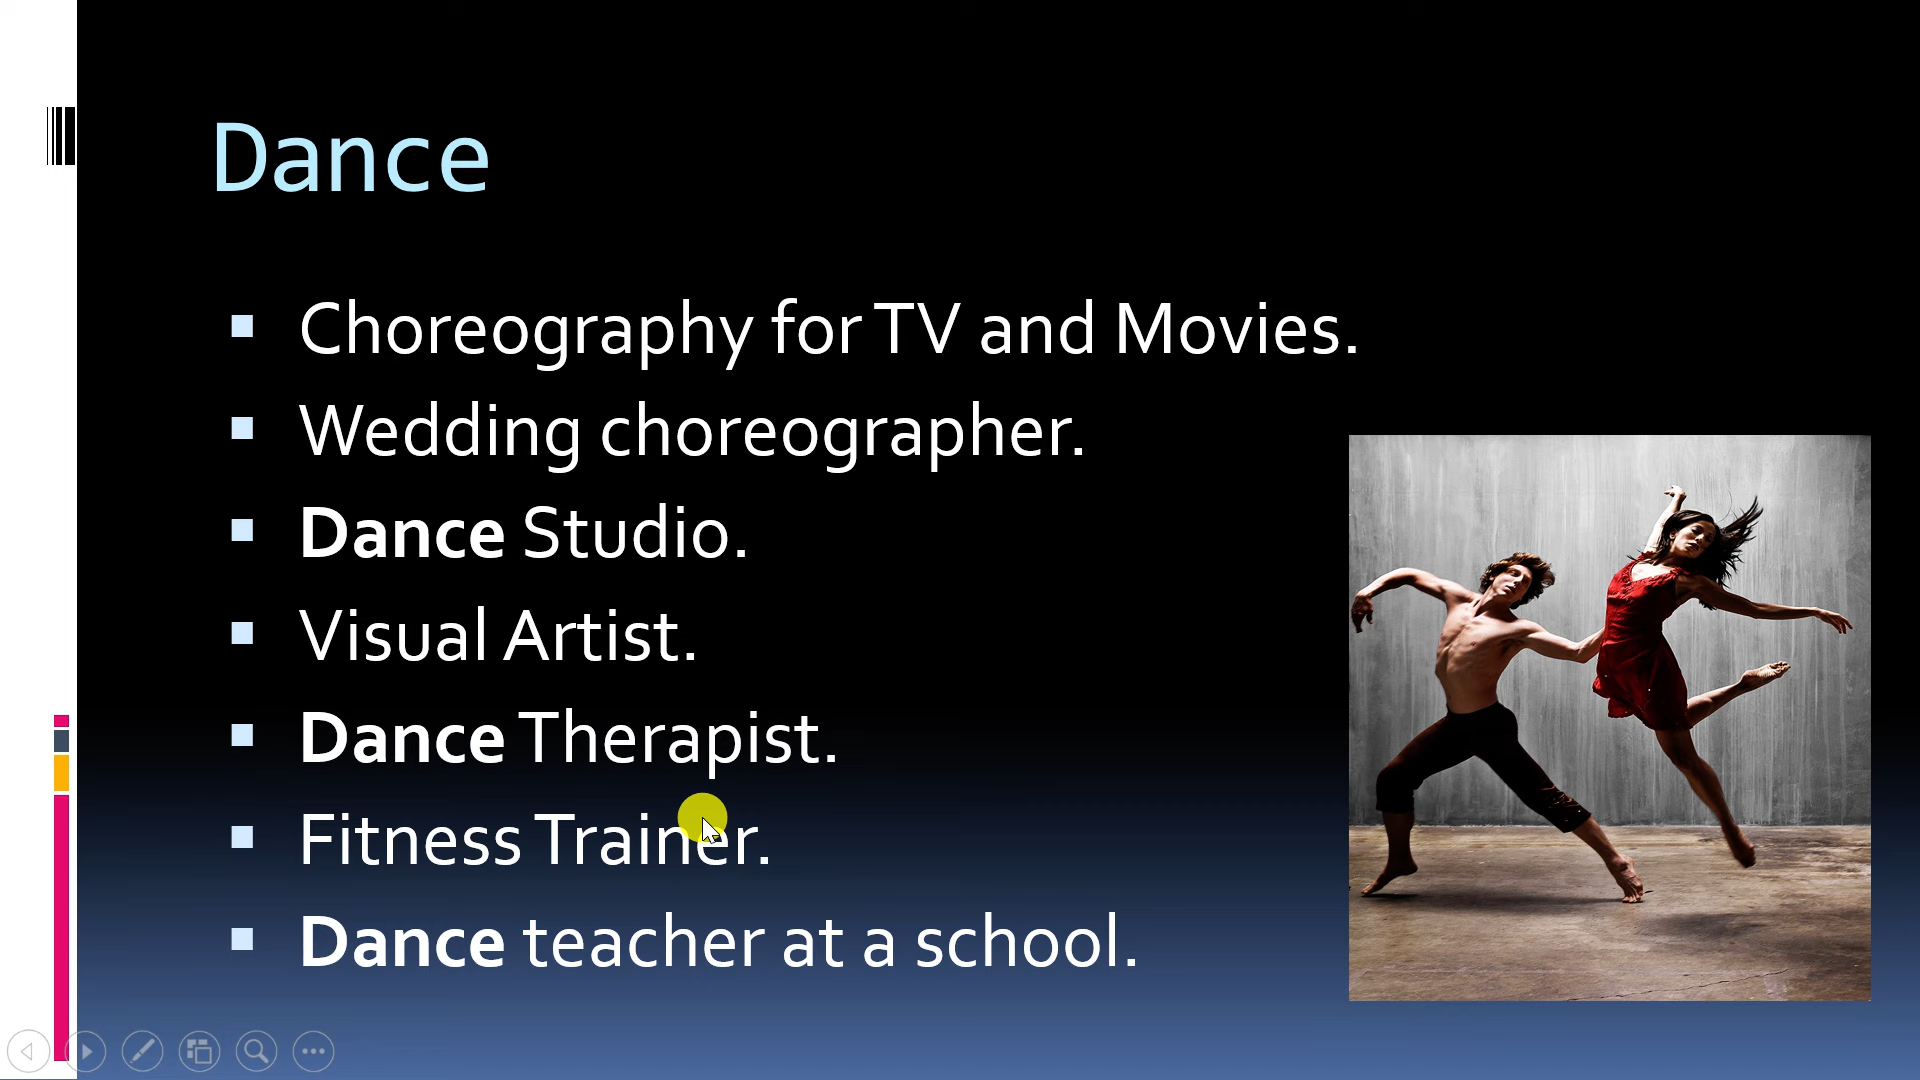 Dance
Choreography for TV and Movies.
Wedding choreographer.
Dance Studio.
Visual Artist.
Dance Therapist.
Fitness Trainer.
Dance teacher at a school.